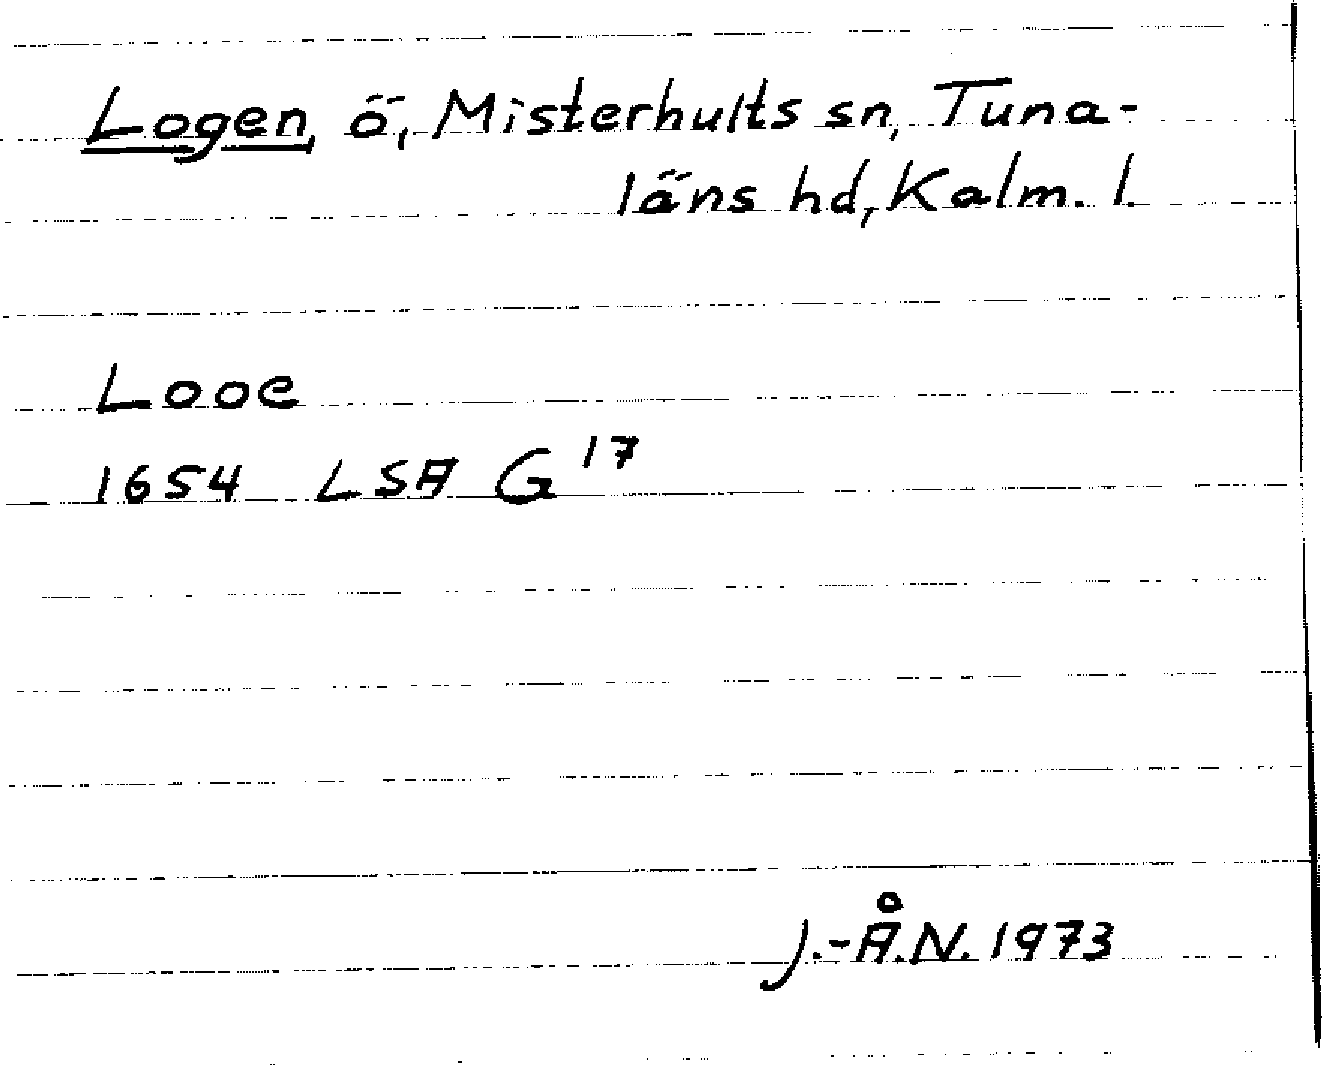 Logen, ö, Misterhults sn, Tuna-
läns hd, Kalm. l.
Looe
1654 LSA G 17
J.-Å.N. 1973